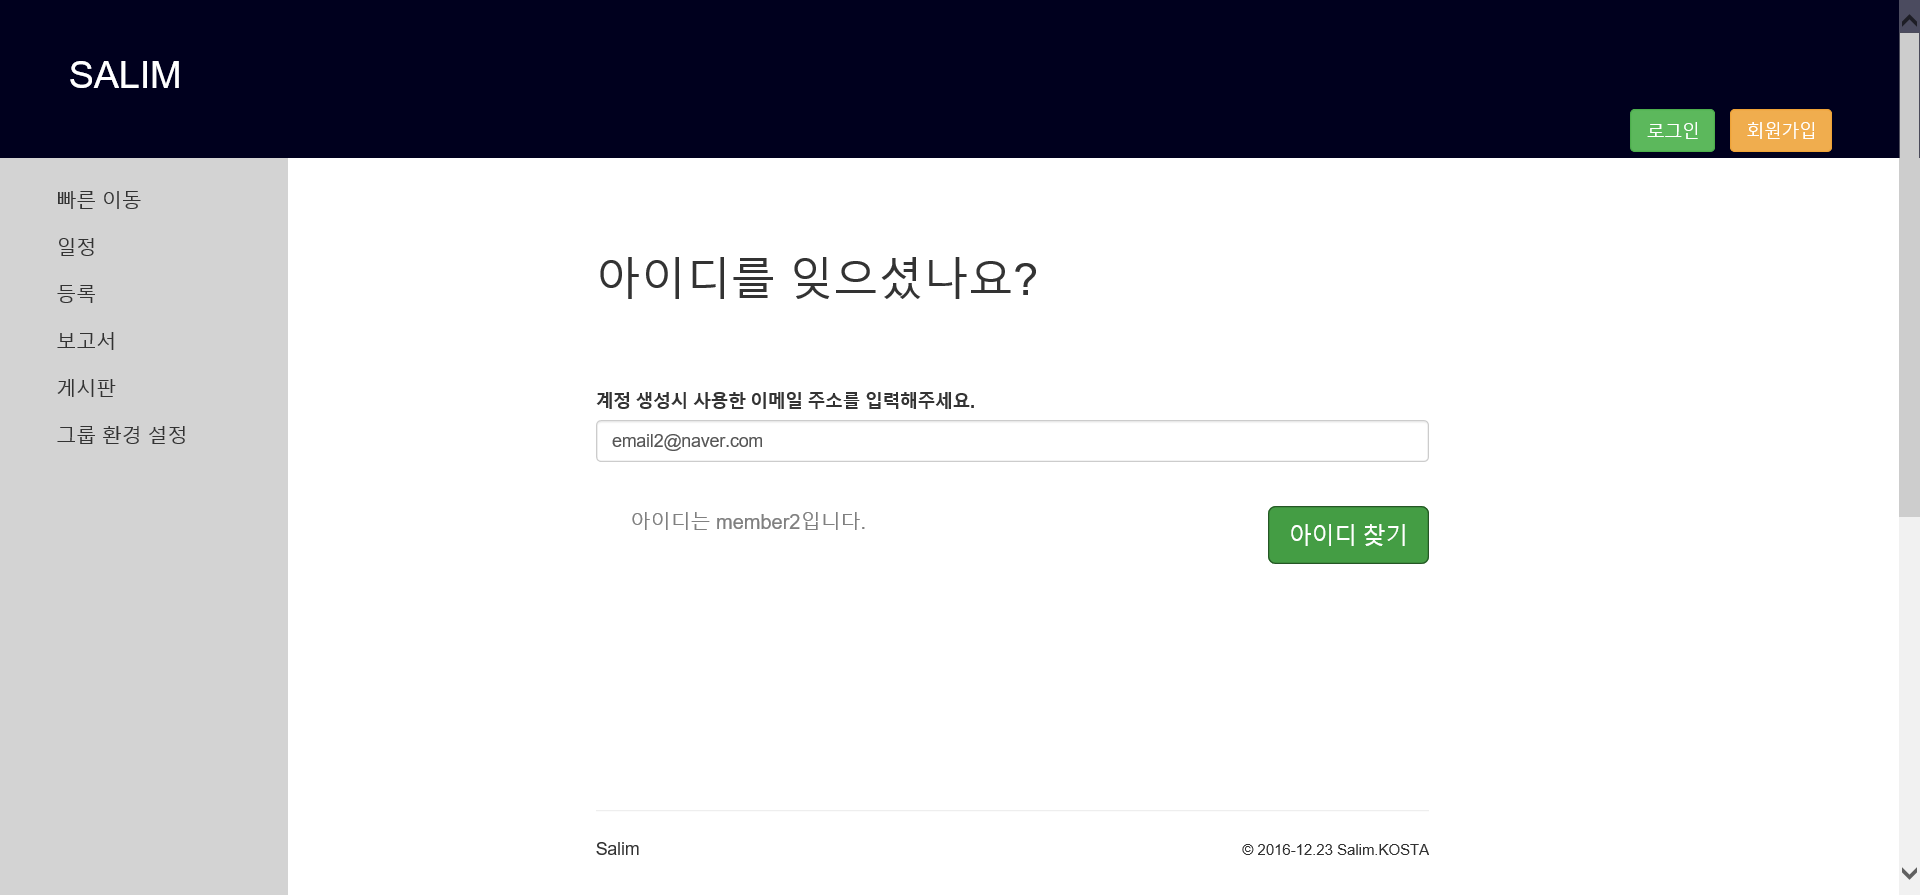 SALIM
로그인 회원가입
빠른 이동
일정
등록
보고서
게시판
그룹 환경 설정
아이디를 잊으셨나요?
계정 생성시 사용한 이메일 주소를 입력해주세요.
email2@naver.com
아이디는 member2입니다.
아이디 찾기
Salim
© 2016-12.23 Salim.KOSTA